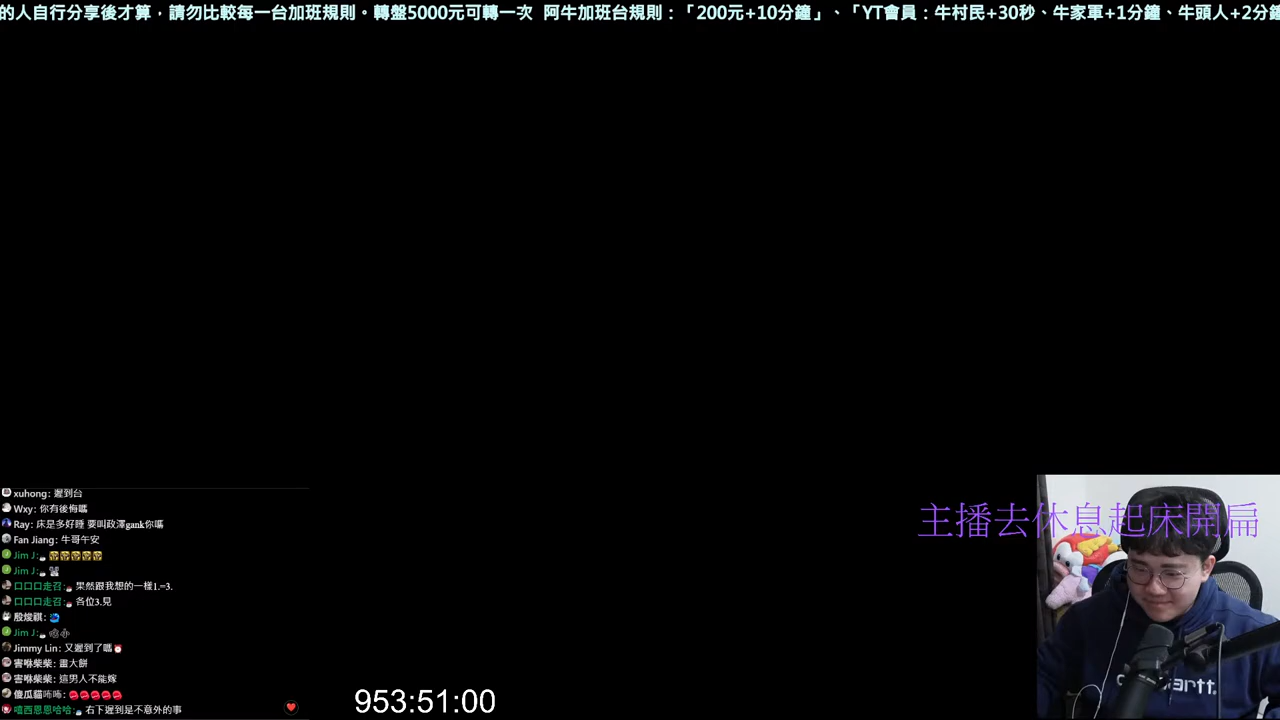 的人自行分享後才算，請勿比較每一台加班規則。轉盤5000元可轉一次 阿牛加班台規則：「200元+10分鐘」、「YT會員：牛村民+30秒、牛家軍+1分鐘、牛頭人+2分鐘
xuhong: 遲到台
Wxy: 你有後悔嗎
Ray: 床是多好睡 要叫政澤gank你嗎
Fan Jiang: 牛哥午安
Jim J:
Jim J:
口口口走召: 果然跟我想的一樣1.=3.
口口口走召: 各位3.見
殷焌祺:
Jim J:
Jimmy Lin: 又遲到了嗎
害咻柴柴: 畫大餅
害咻柴柴: 這男人不能嫁
傻瓜貓咘咘:
嘻西恩恩哈哈: 右下遲到是不意外的事
953:51:00
主播去休息起床開扁
carhartt.